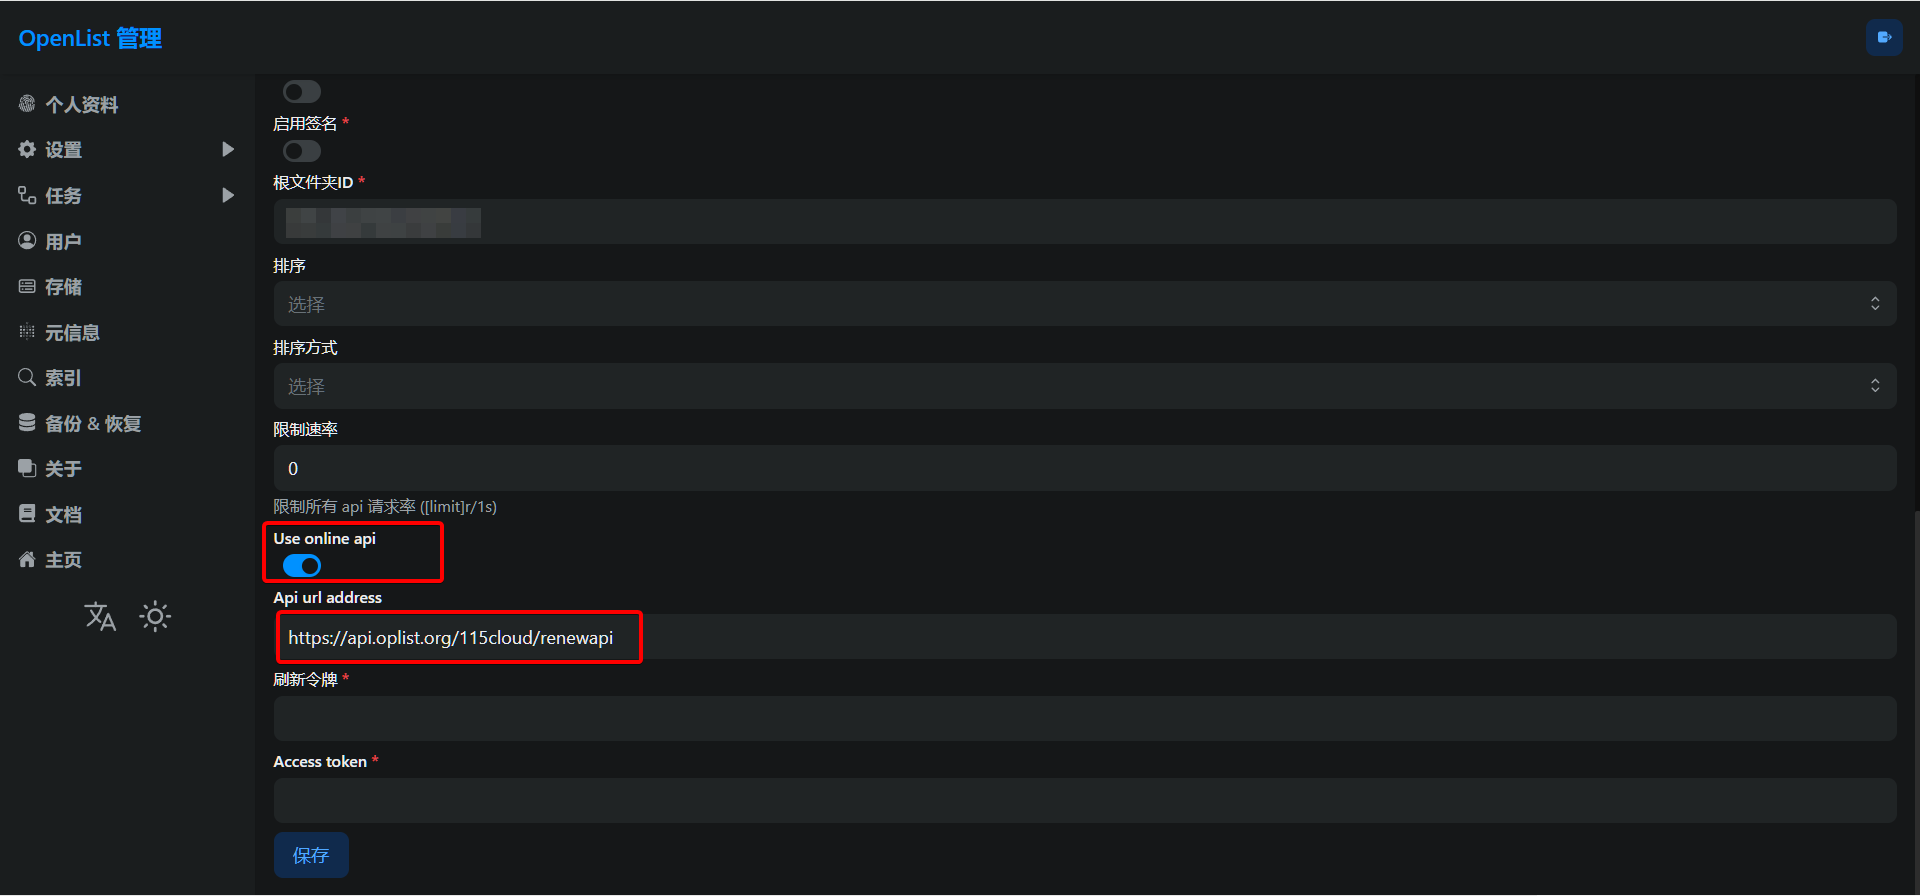 OpenList 管理
个人资料
设置
任务
用户
存储
元信息
索引
备份 & 恢复
关于
文档
主页
启用签名 *
根文件夹ID *
排序
选择
排序方式
选择
限制速率
0
限制所有 api 请求率 ([limit]r/1s)
Use online api
Api url address
https://api.oplist.org/115cloud/renewapi
刷新令牌 *
Access token *
保存